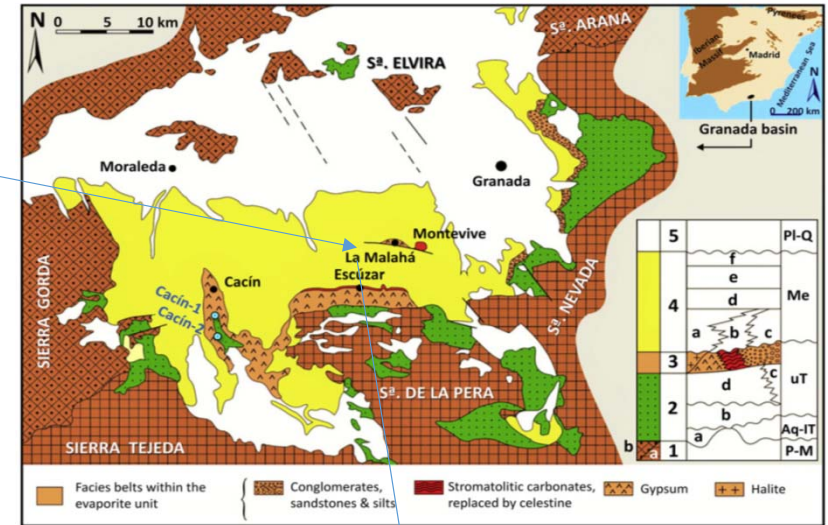 N 0 5 10 km
Sª. ARANA
Sª. ELVIRA
Pyrenees
Iberian
Massif
Madrid
Mediterranean Sea
N
0 200 km
Granada basin
Moraleda
Granada
Montevive
La Malahá
Escúzar
Cacín
Cacín-1
Cacín-2
SIERRA GORDA
Sª. NEVADA
Sª. DE LA PERA
SIERRA TEJEDA
5 Pl-Q
f
e
4 d Me
a b c
3
c uT
2 d
b
a Aq-lT
b a 1 P-M
Facies belts within the
evaporite unit
Conglomerates,
sandstones & silts
Stromatolitic carbonates,
replaced by celestine
Gypsum
Halite